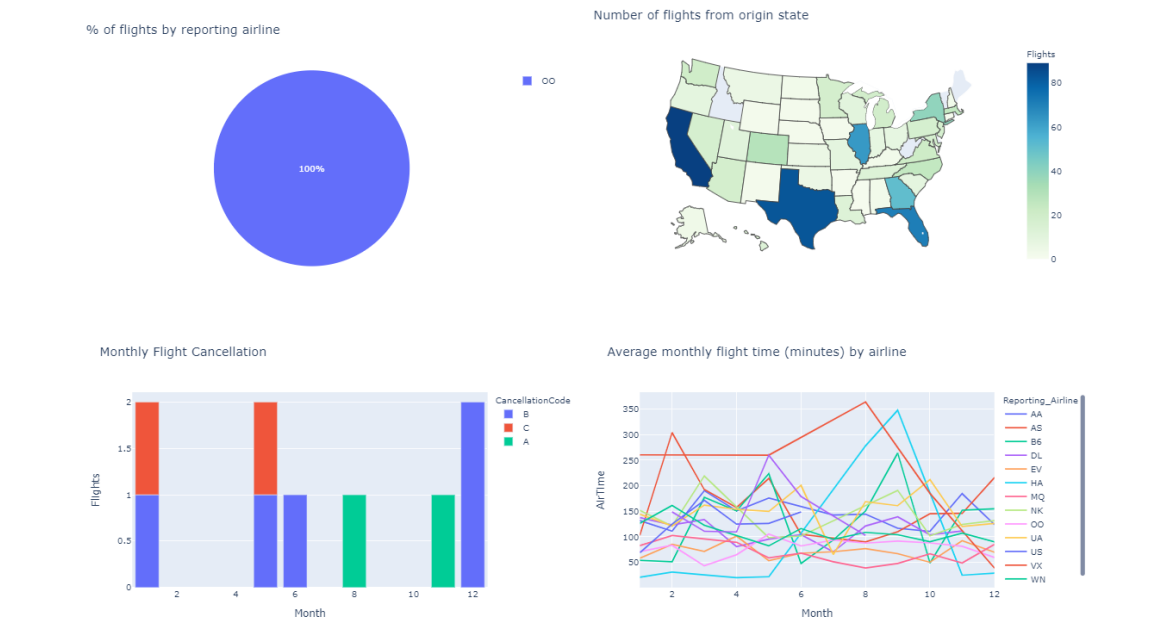 % of flights by reporting airline
OO
100%
Number of flights from origin state
Flights
80
60
40
20
0
Monthly Flight Cancellation
CancellationCode
B
C
A
Flights
2
1.5
1
0.5
0
2
4
6
8
10
12
Month
Average monthly flight time (minutes) by airline
Reporting_Airline
AA
AS
B6
DL
EV
HA
MQ
NK
OO
UA
US
VX
WN
AirTime
350
300
250
200
150
100
50
2
4
6
8
10
12
Month